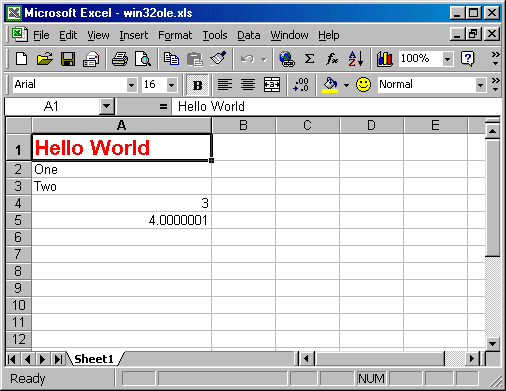 Microsoft Excel - win32ole.xls
File Edit View Insert Format Tools Data Window Help
Σ fx 100%
Arial 16 B Normal
A1 = Hello World
A B C D E
1 Hello World
2 One
3 Two
4 3
5 4.0000001
6
7
8
9
10
11
12
Sheet1
Ready NUM